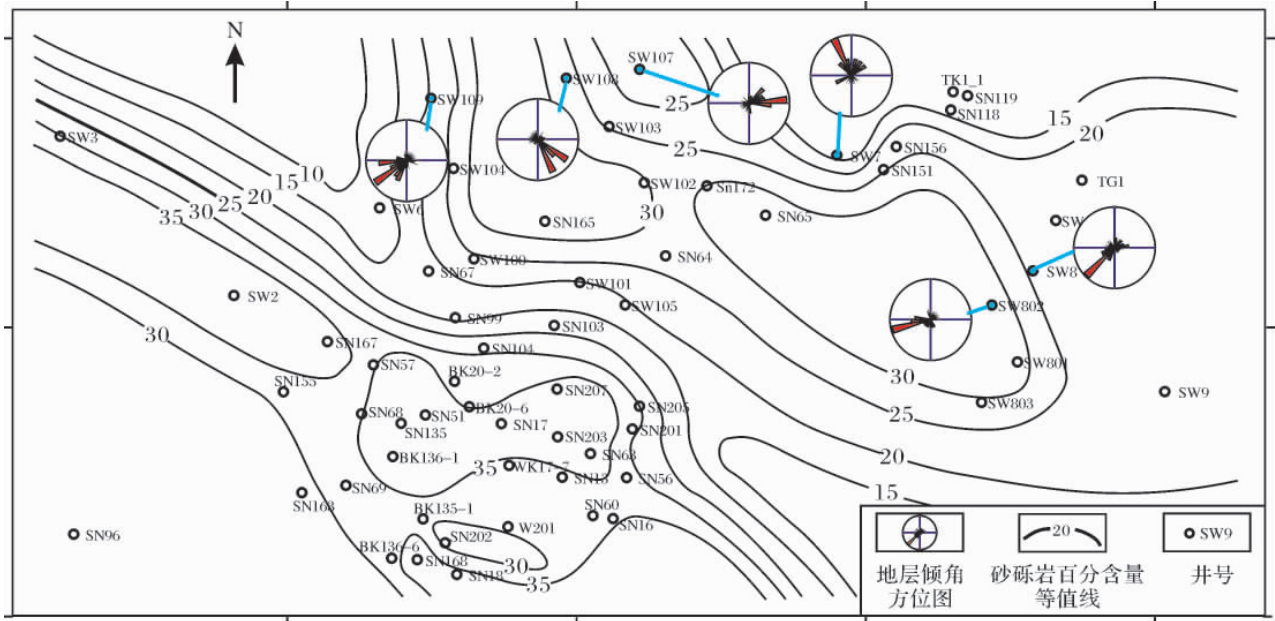 N
SW107
TK1_1
SN119
SN118
SW108
SW109
25
15
20
SW103
SW3
25
SW7
SN156
SN151
SW104
10
15
20
25
30
35
SW6
SW102
Sn172
TG1
30
SN165
SN65
SW
SN64
SW100
SN67
SW101
SW8
SW2
SW105
SW802
30
SN99
SN103
SN167
SN104
SN57
BK20-2
SW801
30
SN155
SN207
SW9
SN68
SN51
BK20-6
SN205
25
SW803
SN135
SN17
SN201
SN203
20
BK136-1
SN63
35
WK17-7
SN13
SN56
SN69
15
SN163
BK135-1
SN60
SN16
W201
SN96
SN202
BK136-6
SN168
30
SN18
35
20
SW9
地层倾角
方位图
砂砾岩百分含量
等值线
井号